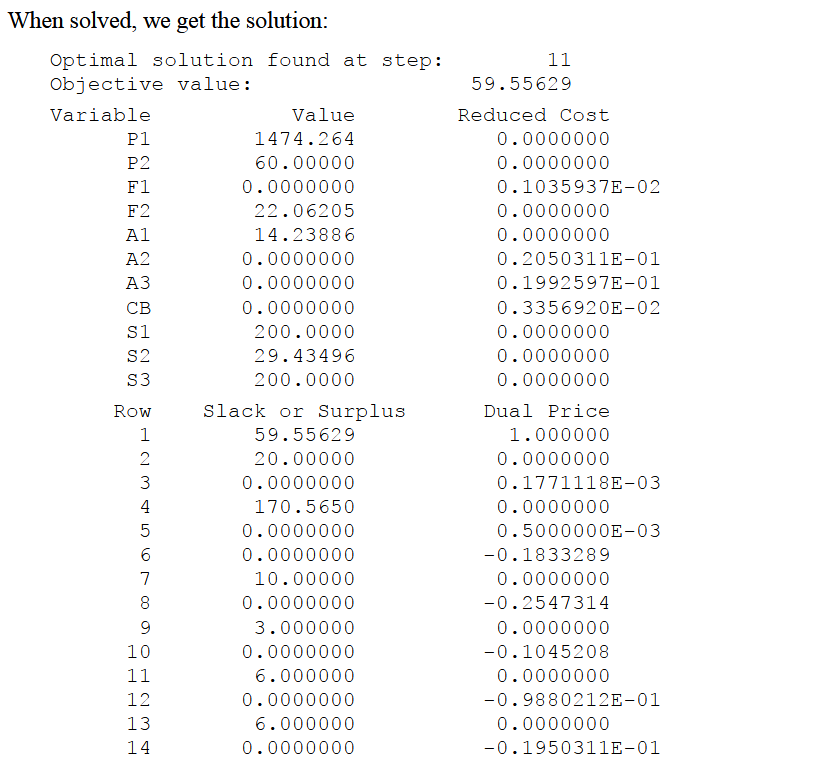 When solved, we get the solution:
Optimal solution found at step: 11
Objective value: 59.55629
Variable Value Reduced Cost
P1 1474.264 0.0000000
P2 60.00000 0.0000000
F1 0.0000000 0.1035937E-02
F2 22.06205 0.0000000
A1 14.23886 0.0000000
A2 0.0000000 0.2050311E-01
A3 0.0000000 0.1992597E-01
CB 0.0000000 0.3356920E-02
S1 200.0000 0.0000000
S2 29.43496 0.0000000
S3 200.0000 0.0000000
Row Slack or Surplus Dual Price
1 59.55629 1.000000
2 20.00000 0.0000000
3 0.0000000 0.1771118E-03
4 170.5650 0.0000000
5 0.0000000 0.5000000E-03
6 0.0000000 -0.1833289
7 10.00000 0.0000000
8 0.0000000 -0.2547314
9 3.000000 0.0000000
10 0.0000000 -0.1045208
11 6.000000 0.0000000
12 0.0000000 -0.9880212E-01
13 6.000000 0.0000000
14 0.0000000 -0.1950311E-01